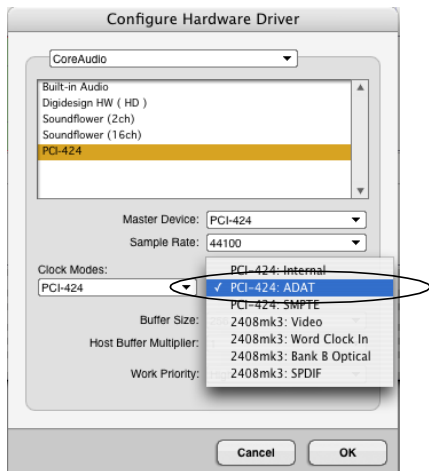 Configure Hardware Driver
CoreAudio
Built-in Audio
Digidesign HW ( HD )
Soundflower (2ch)
Soundflower (16ch)
PCI-424
Master Device: PCI-424
Sample Rate: 44100
Clock Modes:
PCI-424
PCI-424: Internal
✓ PCI-424: ADAT
PCI-424: SMPTE
2408mk3: Video
2408mk3: Word Clock In
2408mk3: Bank B Optical
2408mk3: SPDIF
Buffer Size:
Host Buffer Multiplier:
Work Priority:
Cancel OK